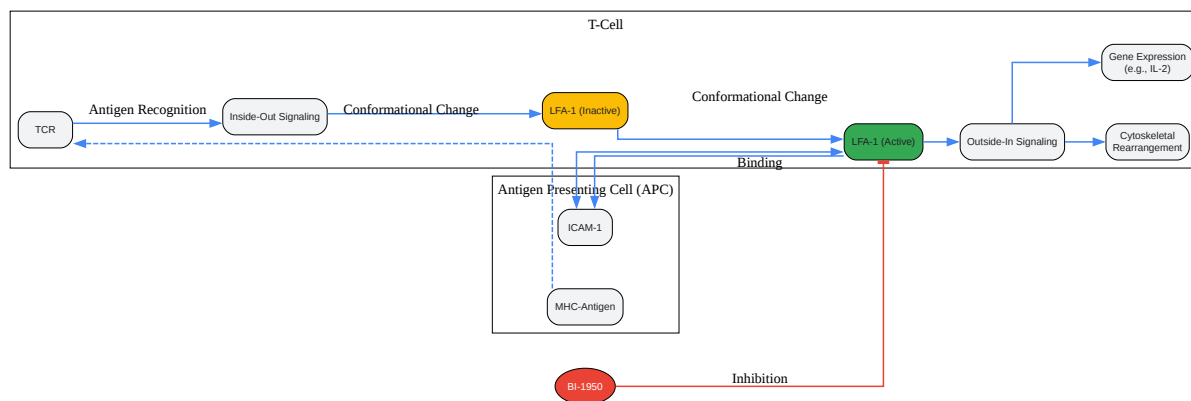 T-Cell
Gene Expression
(e.g., IL-2)
Antigen Recognition
Conformational Change
Conformational Change
TCR
Inside-Out Signaling
LFA-1 (Inactive)
LFA-1 (Active)
Outside-In Signaling
Cytoskeletal
Rearrangement
Binding
Antigen Presenting Cell (APC)
ICAM-1
MHC-Antigen
BI-1950
Inhibition